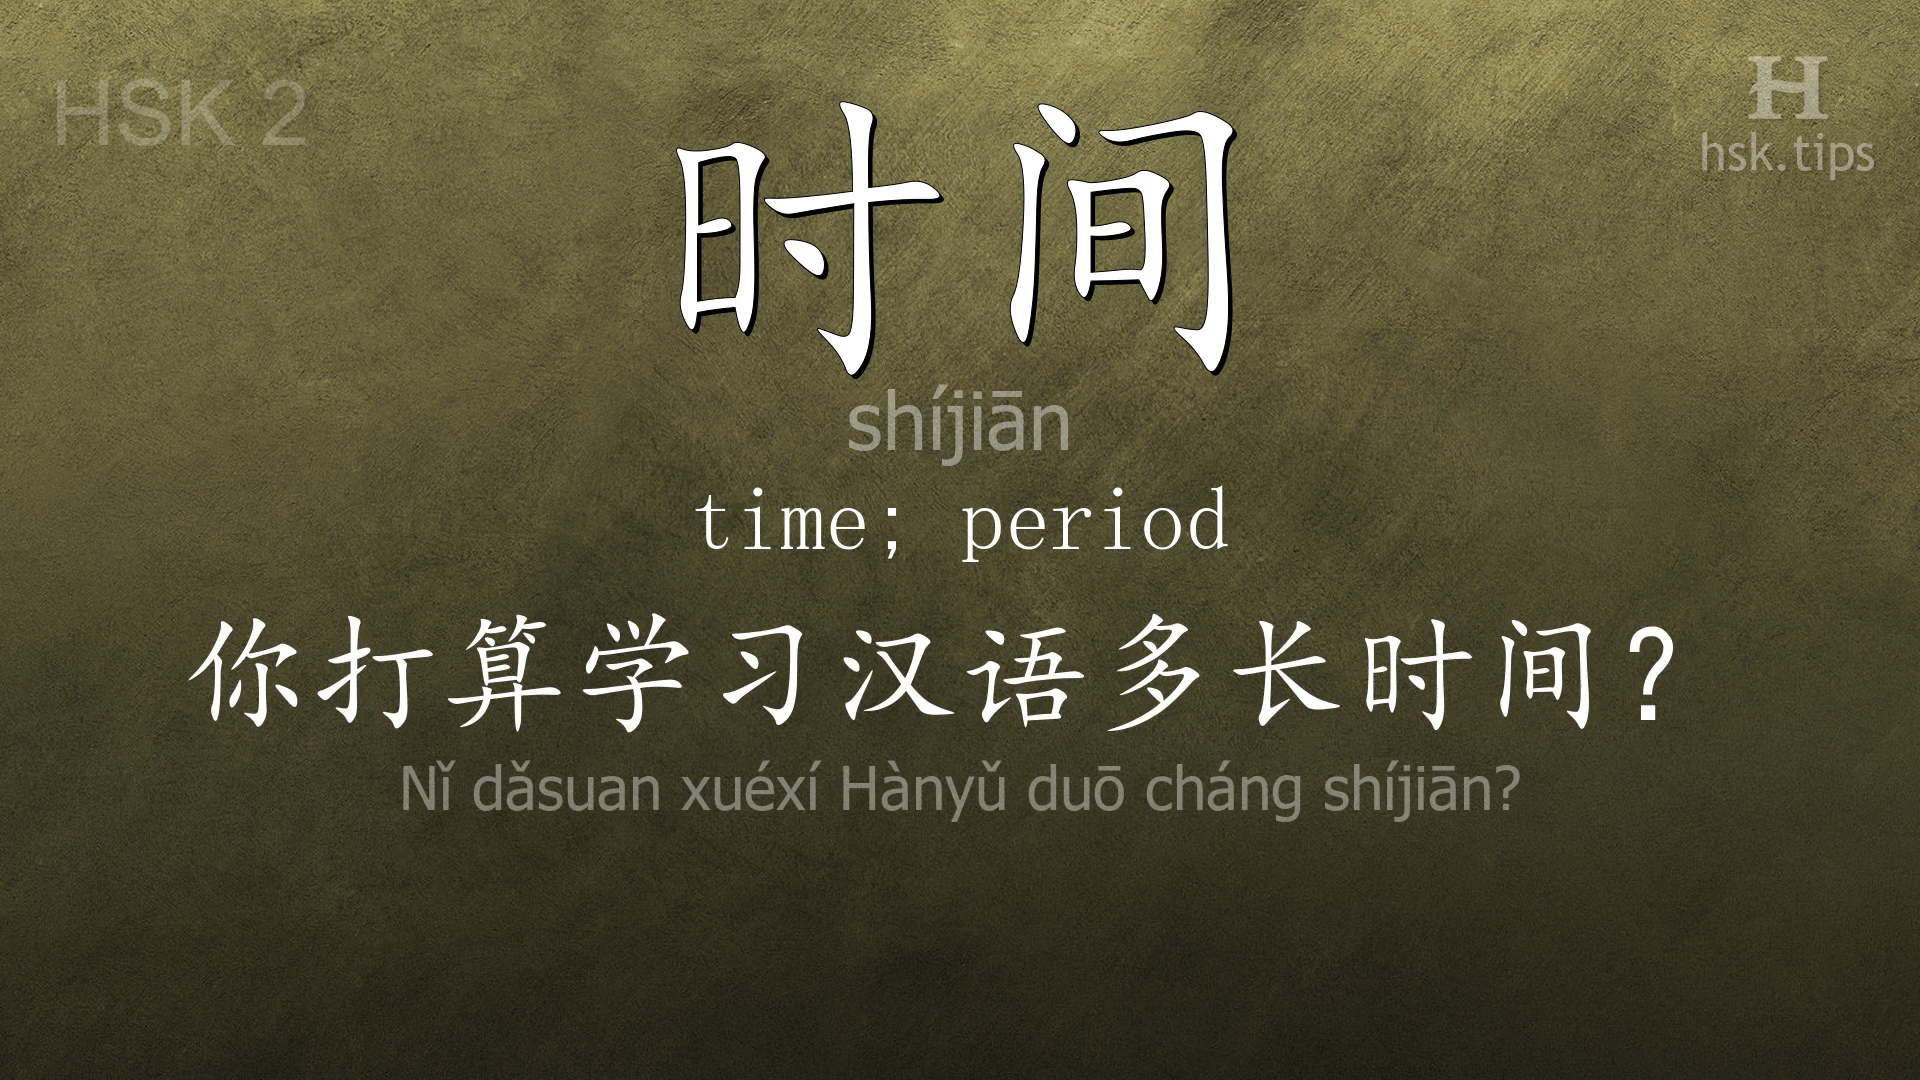 HSK 2
H
hsk.tips
时间
shíjiān
time; period
你打算学习汉语多长时间?
Nǐ dǎsuan xuéxí Hànyǔ duō cháng shíjiān?